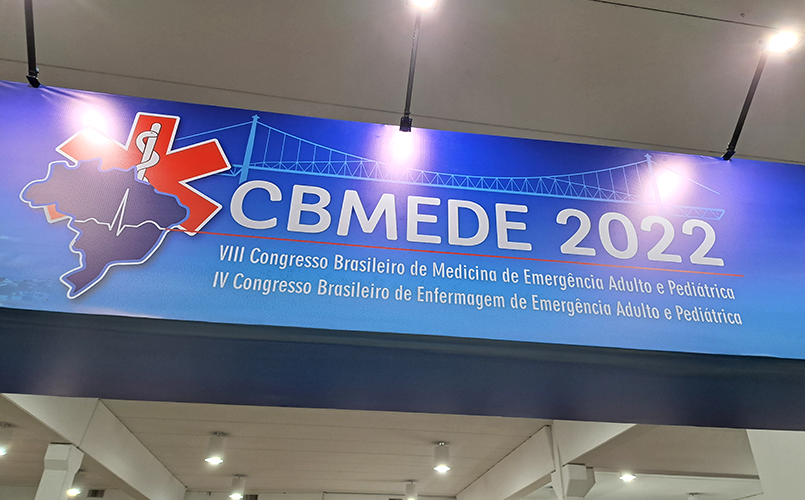 CBMEDE 2022
VIII Congresso Brasileiro de Medicina de Emergência Adulto e Pediátrica
IV Congresso Brasileiro de Enfermagem de Emergência Adulto e Pediátrica